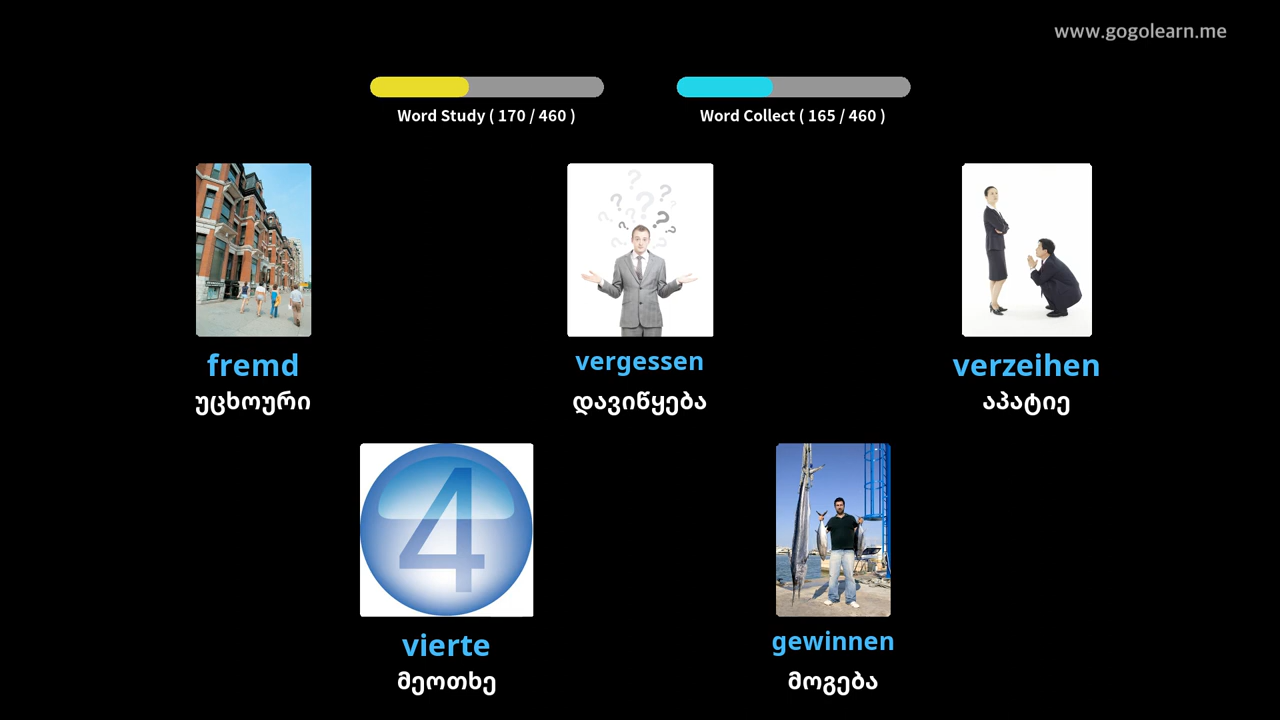 www.gogolearn.me
Word Study ( 170 / 460 )
Word Collect ( 165 / 460 )
fremd
უცხოური
vergessen
დავიწყება
verzeihen
აპატიე
4
vierte
მეოთხე
gewinnen
მოგება